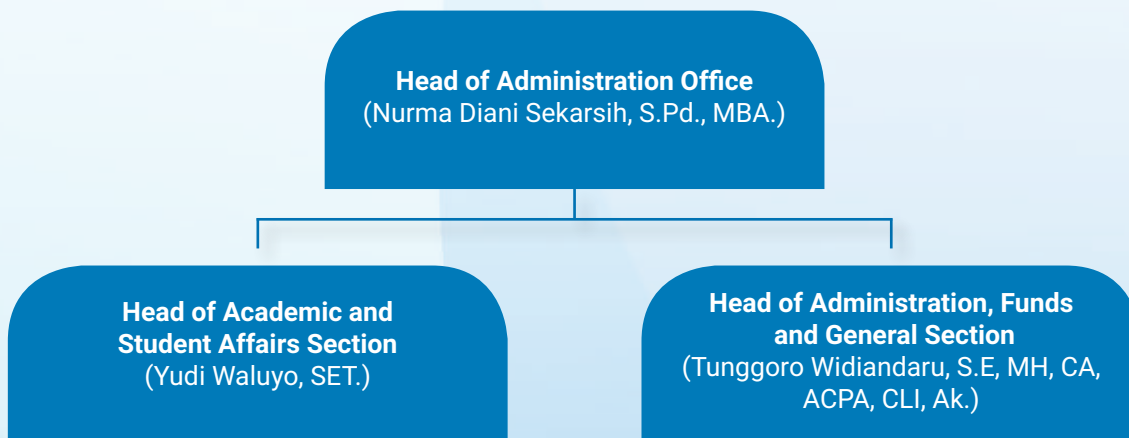 Head of Administration Office
(Nurma Diani Sekarsih, S.Pd., MBA.)
Head of Academic and
Student Affairs Section
(Yudi Waluyo, SET.)
Head of Administration, Funds
and General Section
(Tunggoro Widiandaru, S.E, MH, CA,
ACPA, CLI, Ak.)